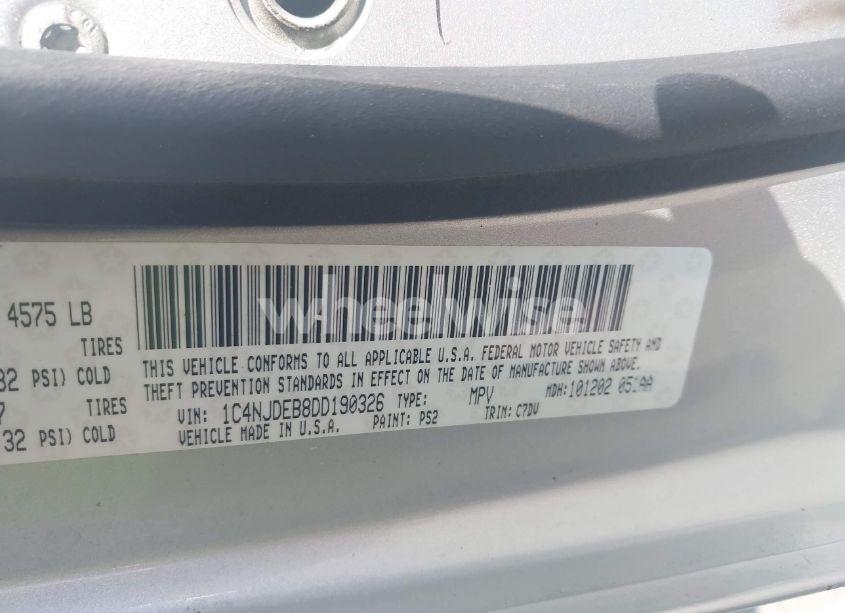 4575 LB
TIRES
32 PSI) COLD
7
TIRES
32 PSI) COLD
wheelwise
THIS VEHICLE CONFORMS TO ALL APPLICABLE U.S.A. FEDERAL MOTOR VEHICLE SAFETY AND
THEFT PREVENTION STANDARDS IN EFFECT ON THE DATE OF MANUFACTURE SHOWN ABOVE.
VIN: 1C4NJDEB8DD190326 TYPE: MPV MDH:101202 051AA
VEHICLE MADE IN U.S.A. PAINT: PS2 TRIM: C7DV